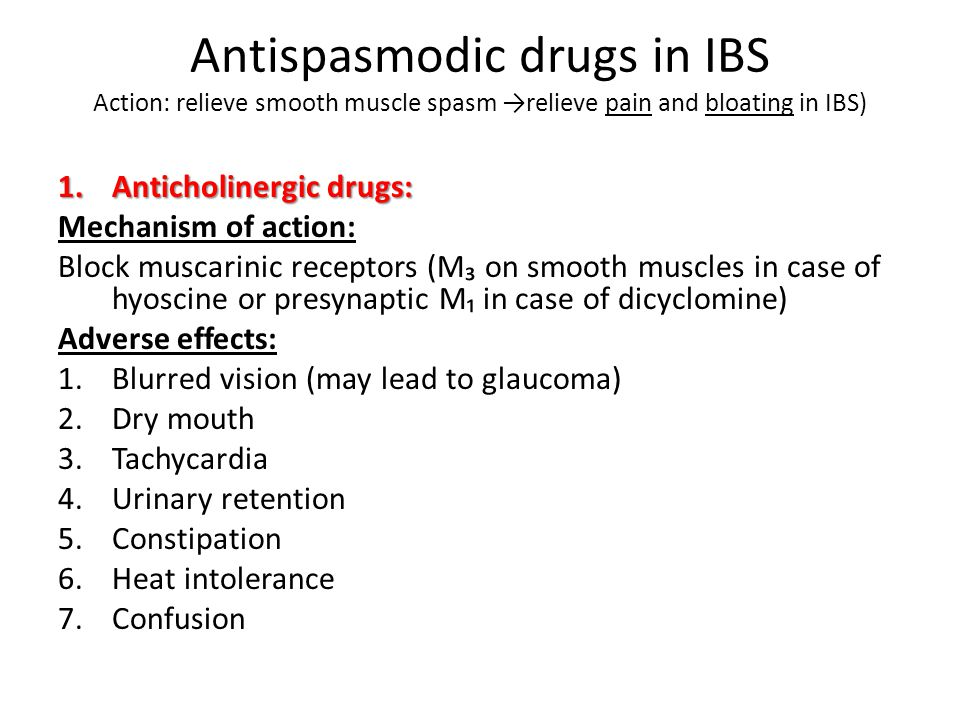 Antispasmodic drugs in IBS
Action: relieve smooth muscle spasm →relieve pain and bloating in IBS)
1. Anticholinergic drugs:
Mechanism of action:
Block muscarinic receptors (M₃ on smooth muscles in case of
hyoscine or presynaptic M₁ in case of dicyclomine)
Adverse effects:
1. Blurred vision (may lead to glaucoma)
2. Dry mouth
3. Tachycardia
4. Urinary retention
5. Constipation
6. Heat intolerance
7. Confusion